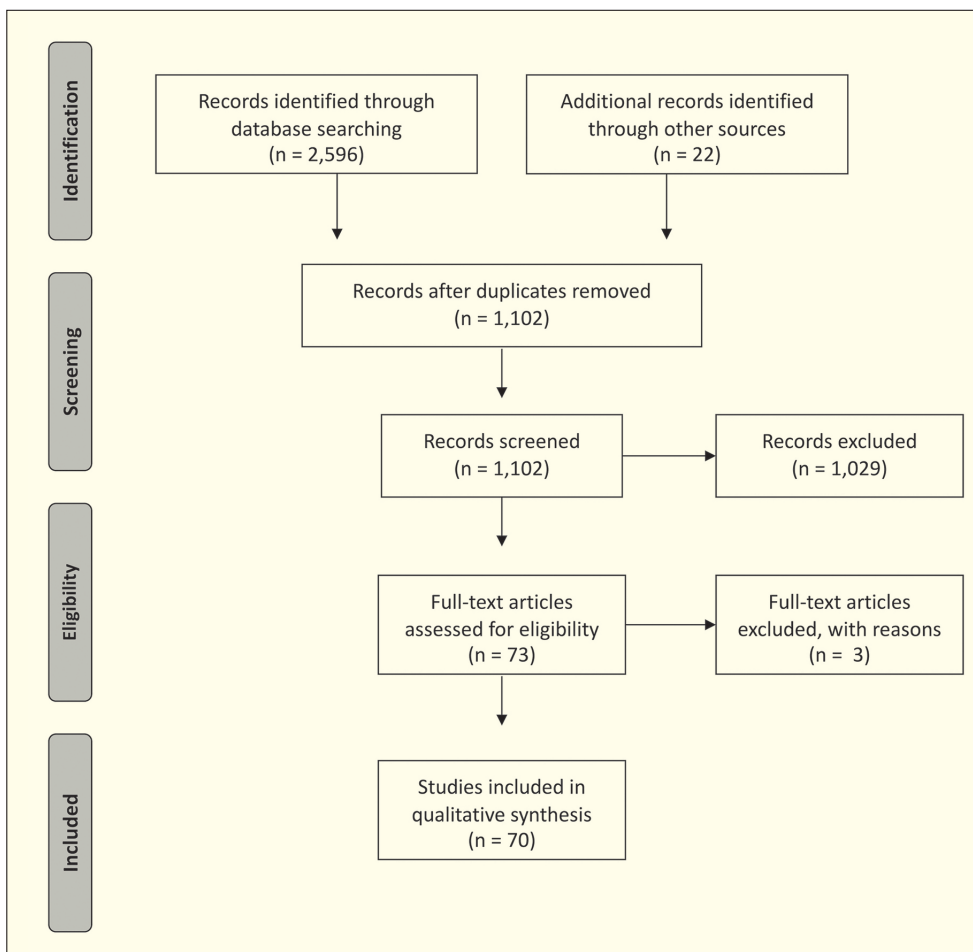 Identification
Records identified through
database searching
(n = 2,596)
Additional records identified
through other sources
(n = 22)
Screening
Records after duplicates removed
(n = 1,102)
Records screened
(n = 1,102)
Records excluded
(n = 1,029)
Eligibility
Full-text articles
assessed for eligibility
(n = 73)
Full-text articles
excluded, with reasons
(n =  3)
Included
Studies included in
qualitative synthesis
(n = 70)